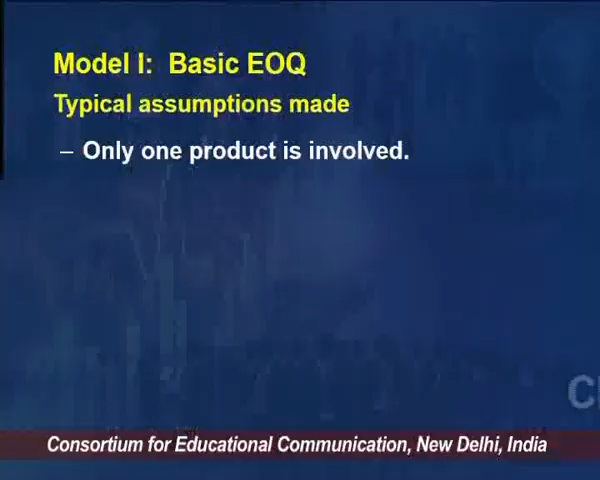 Model I: Basic EOQ
Typical assumptions made
– Only one product is involved.
Consortium for Educational Communication, New Delhi, India